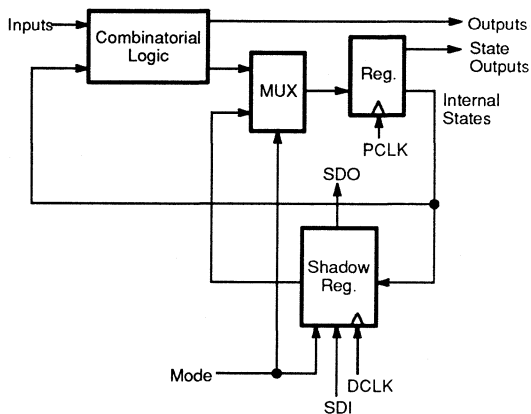 Inputs
Combinatorial
Logic
Outputs
State
Outputs
MUX
Reg.
Internal
States
PCLK
SDO
Shadow
Reg.
Mode
DCLK
SDI